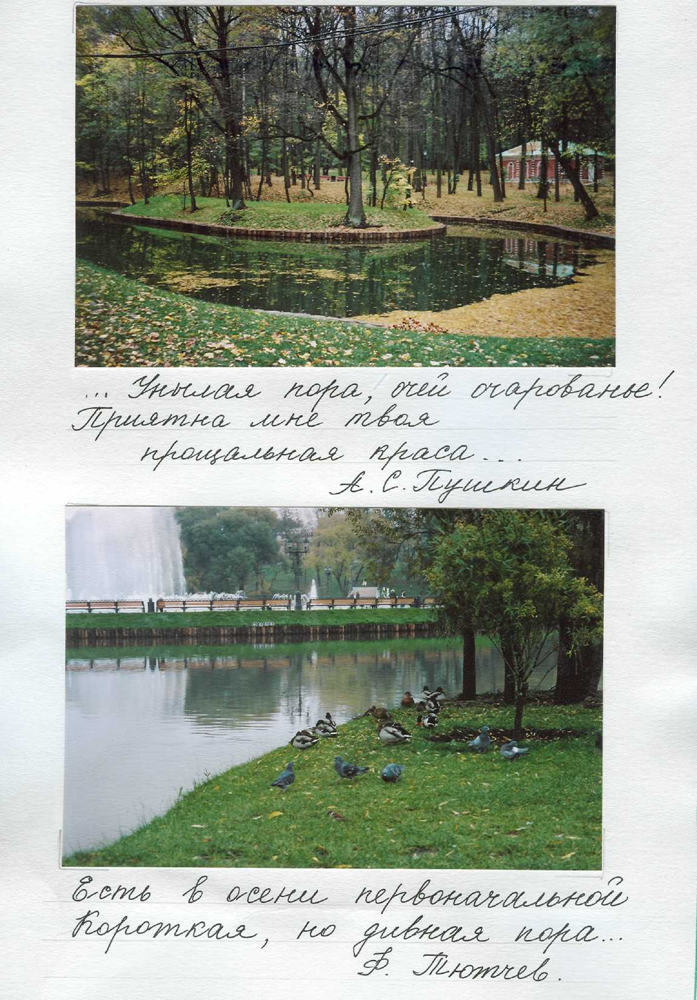 ... Унылая пора, очей очарованье!
Приятна мне твоя
прощальная краса...
А. С. Пушкин
Есть в осени первоначальной
Короткая, но дивная пора...
Ф. Тютчев.